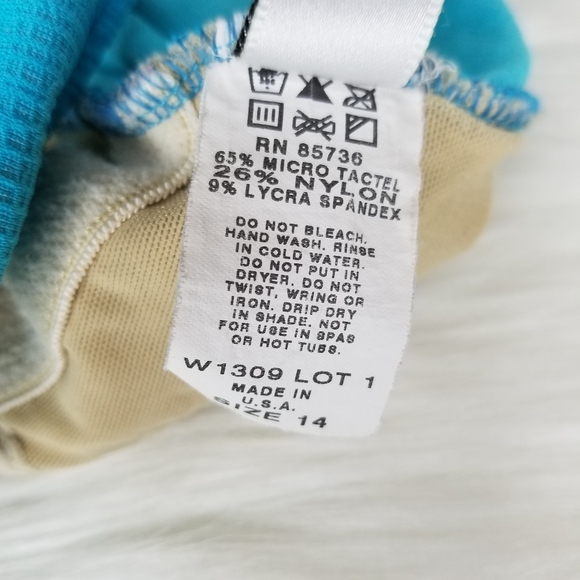 RN 85736
65% MICRO TACTEL
26% NYLON
9% LYCRA SPANDEX
DO NOT BLEACH.
HAND WASH. RINSE
IN COLD WATER.
DO NOT PUT IN
DRYER. DO NOT
TWIST, WRING OR
IRON. DRIP DRY
IN SHADE. NOT
FOR USE IN SPAS
OR HOT TUBS.
W1309 LOT 1
MADE IN
U.S.A.
SIZE 14